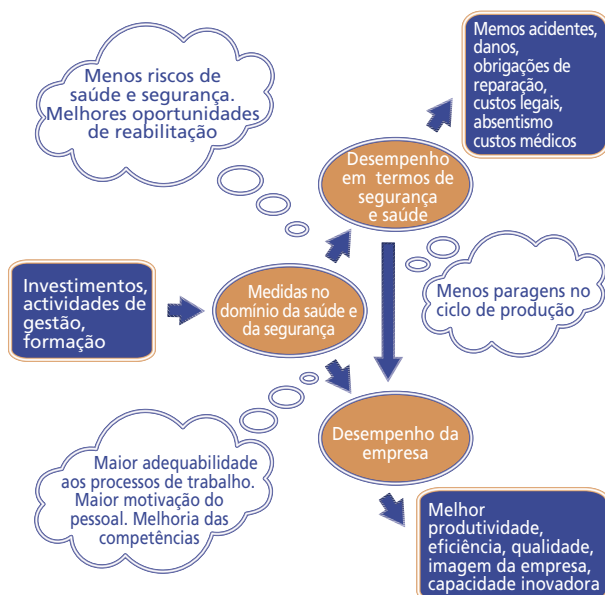 Menos riscos de
saúde e segurança.
Melhores oportunidades
de reabilitação
Memos acidentes,
danos,
obrigações de
reparação,
custos legais,
absentismo
custos médicos
Desempenho
em termos de
segurança
e saúde
Investimentos,
actividades de
gestão,
formação
Medidas no
domínio da saúde e
da segurança
Menos paragens no
ciclo de produção
Maior adequabilidade
aos processos de trabalho.
Maior motivação do
pessoal. Melhoria das
competências
Desempenho da
empresa
Melhor
produtividade,
eficiência, qualidade,
imagem da empresa,
capacidade inovadora